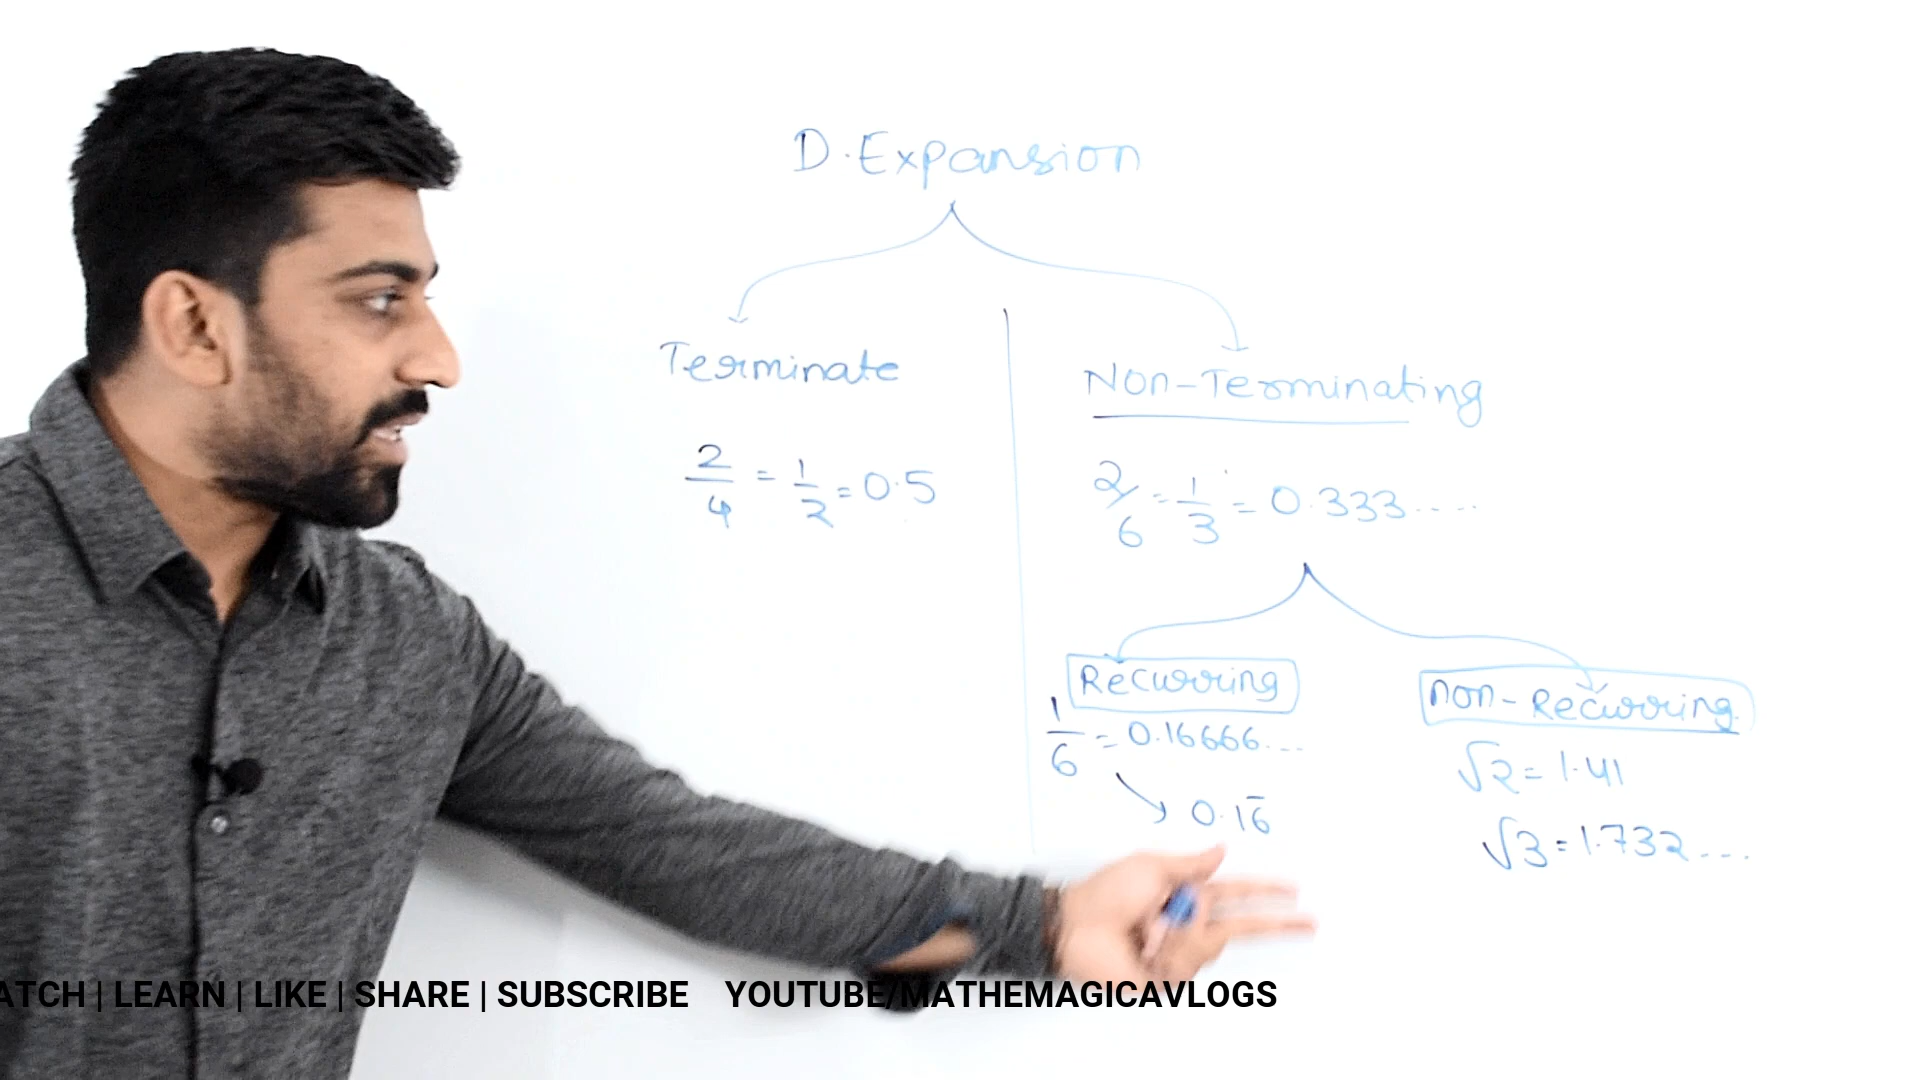 D.Expansion
Terminate
2/4 = 1/2 = 0.5
Non-Terminating
2/6 = 1/3 = 0.333.....
Recurring
1/6 = 0.16666...
0.16̅
non-Recurring
√2 = 1.41
√3 = 1.732...
ATCH | LEARN | LIKE | SHARE | SUBSCRIBE YOUTUBE/MATHEMAGICAVLOGS